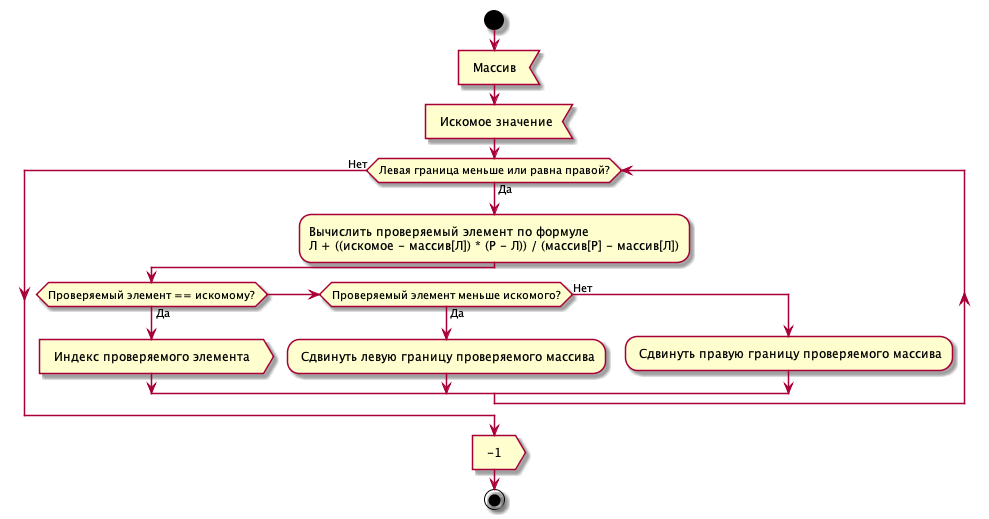 Массив
Искомое значение
Нет
Левая граница меньше или равна правой?
Да
Вычислить проверяемый элемент по формуле
Л + ((искомое − массив[Л]) * (Р − Л)) / (массив[Р] − массив[Л])
Проверяемый элемент == искомому?
Проверяемый элемент меньше искомого?
Нет
Да
Да
Индекс проверяемого элемента
Сдвинуть левую границу проверяемого массива
Сдвинуть правую границу проверяемого массива
-1